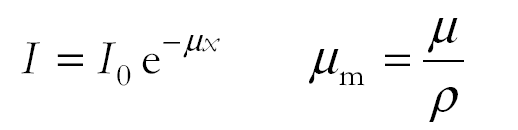 I = I₀ e^{−μx}    μₘ = μ/ρ